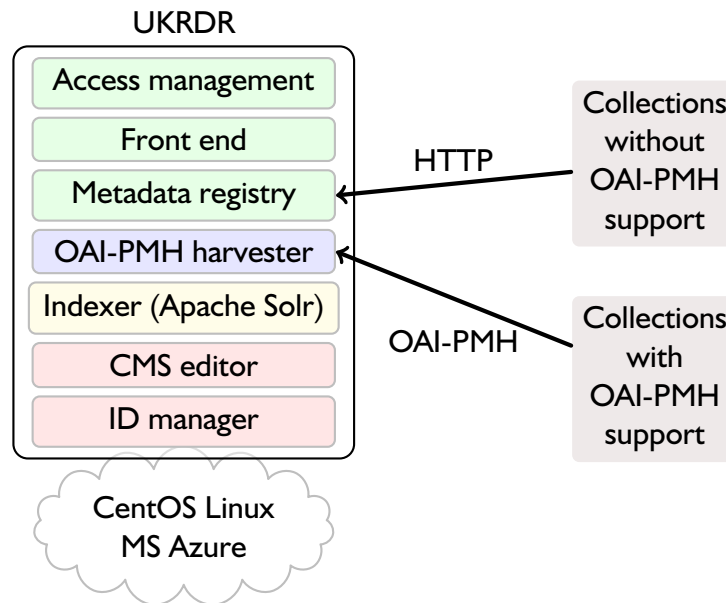 UKRDR
Access management
Front end
Metadata registry
OAI-PMH harvester
Indexer (Apache Solr)
CMS editor
ID manager
CentOS Linux
MS Azure
HTTP
OAI-PMH
Collections
without
OAI-PMH
support
Collections
with
OAI-PMH
support